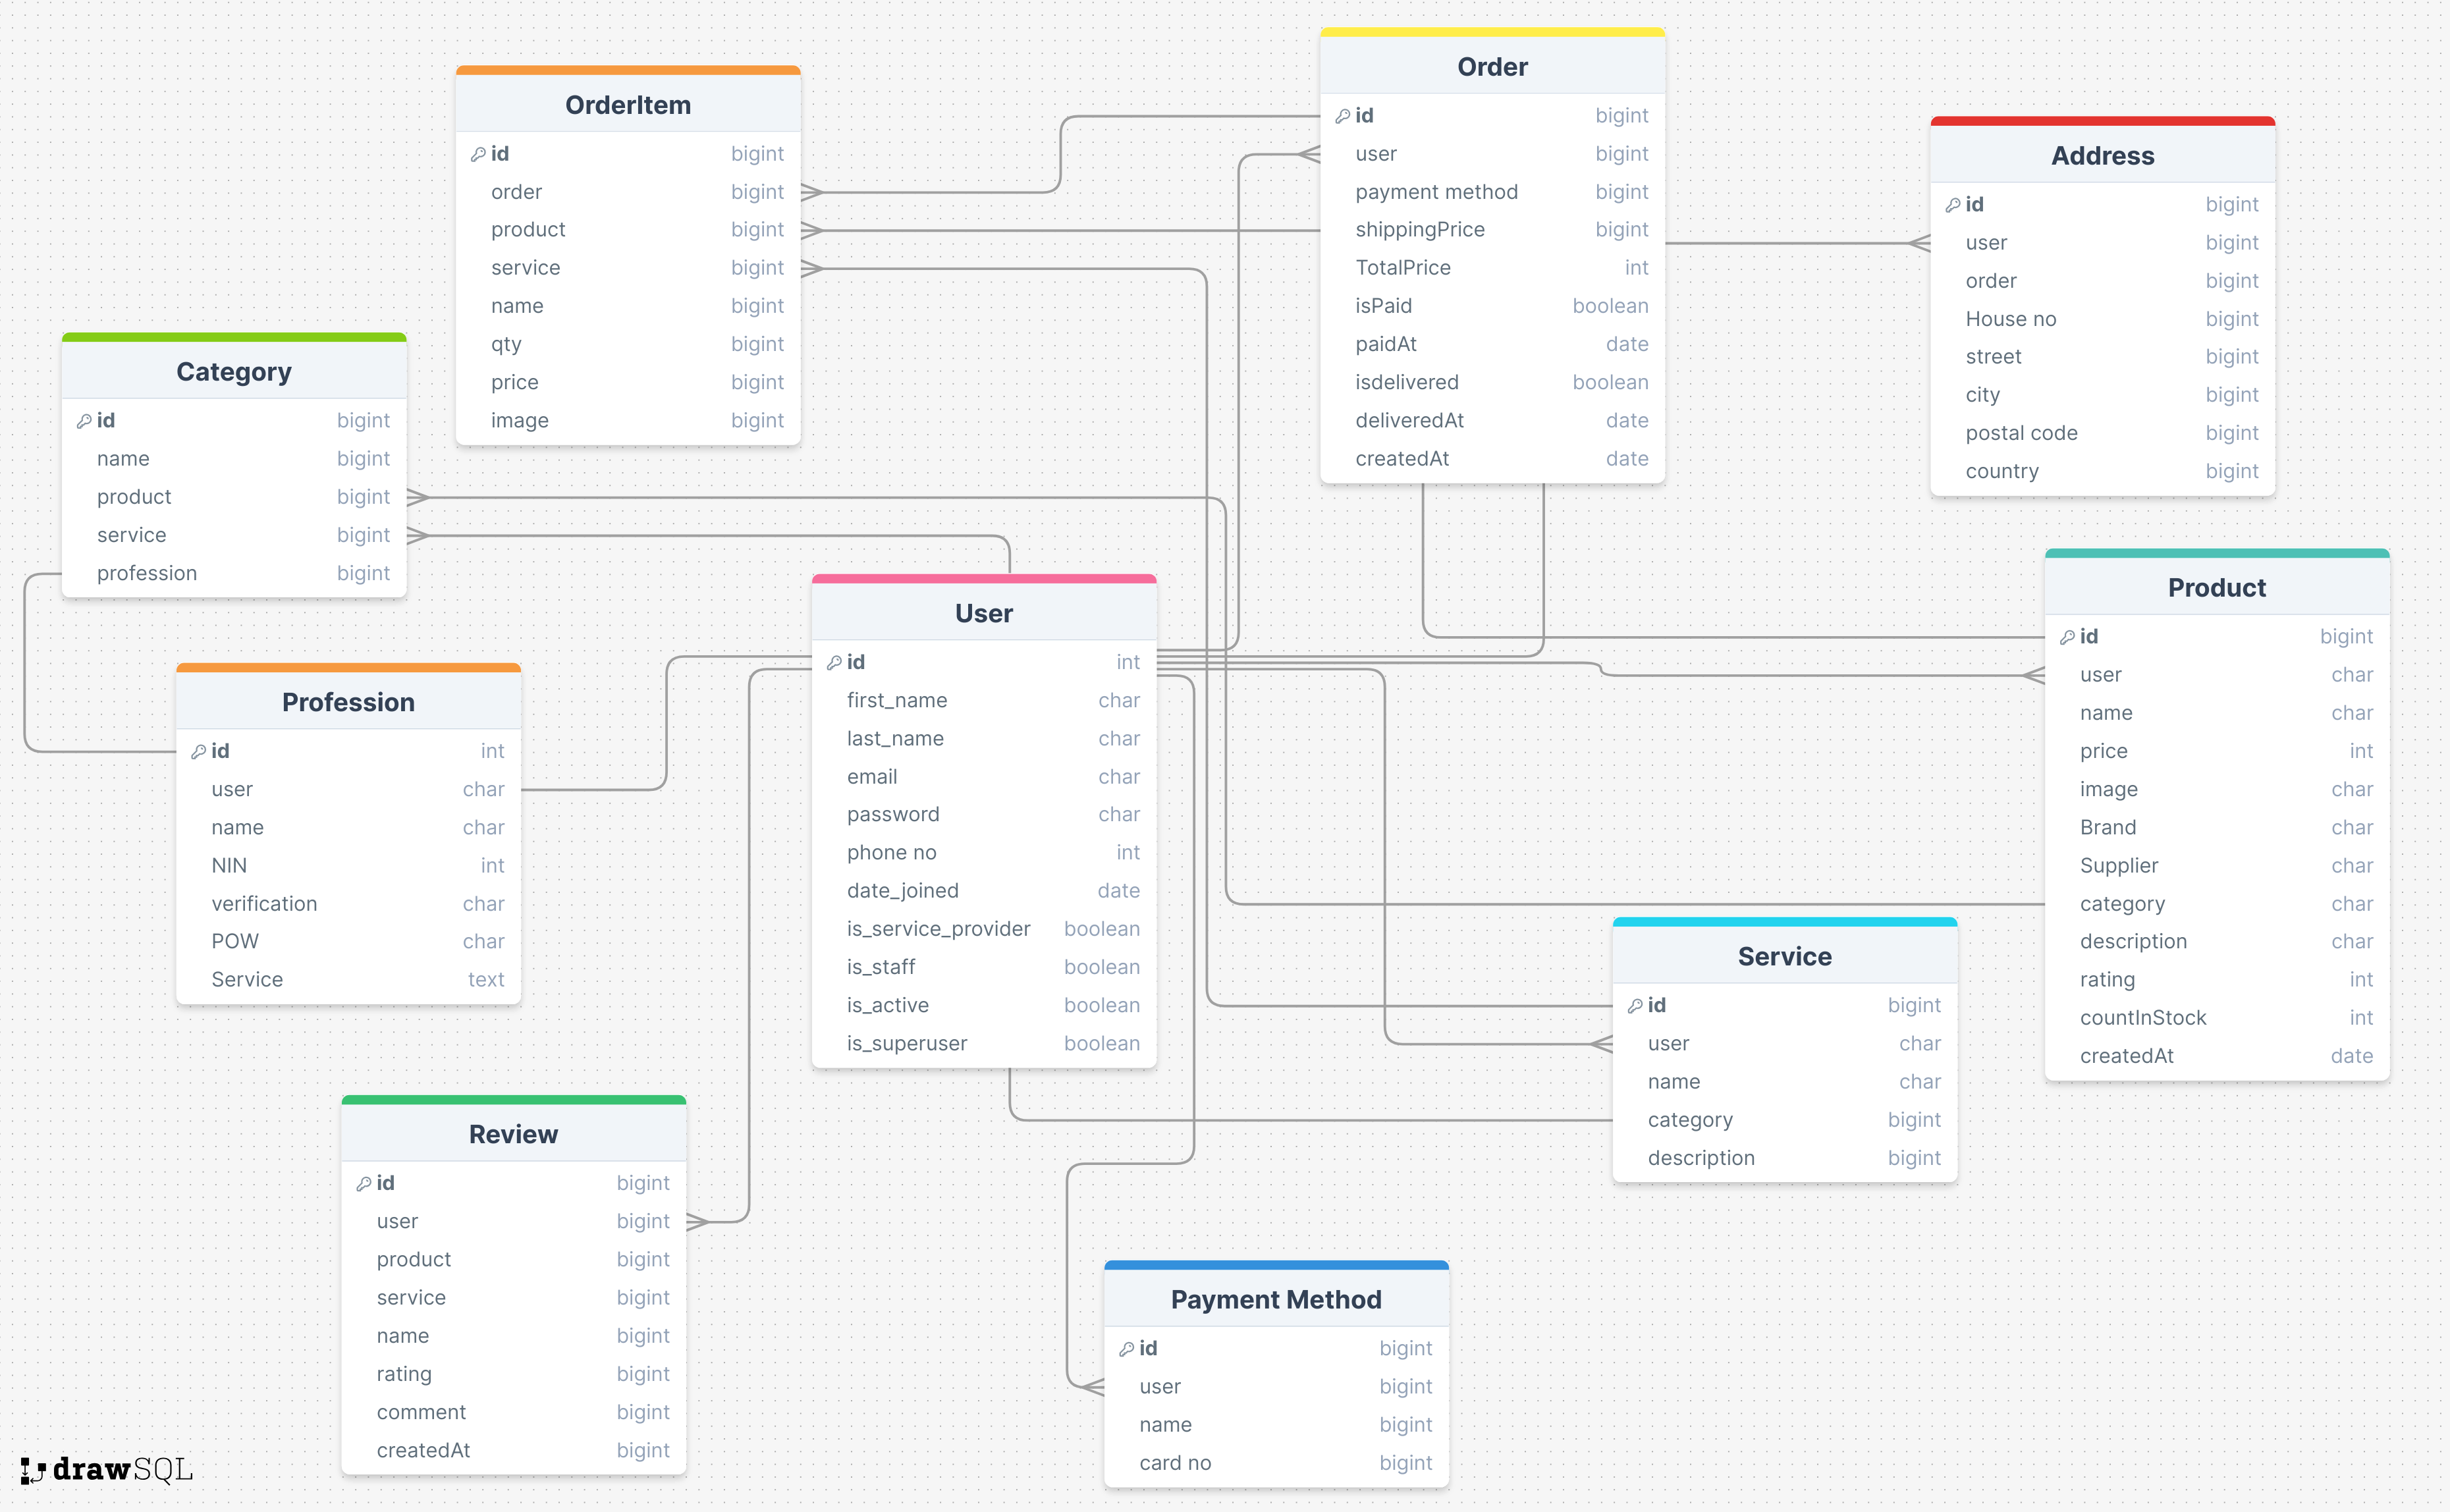 Order
id bigint
user bigint
payment method bigint
shippingPrice bigint
TotalPrice int
isPaid boolean
paidAt date
isdelivered boolean
deliveredAt date
createdAt date
OrderItem
id bigint
order bigint
product bigint
service bigint
name bigint
qty bigint
price bigint
image bigint
Address
id bigint
user bigint
order bigint
House no bigint
street bigint
city bigint
postal code bigint
country bigint
Category
id bigint
name bigint
product bigint
service bigint
profession bigint
User
id int
first_name char
last_name char
email char
password char
phone no int
date_joined date
is_service_provider boolean
is_staff boolean
is_active boolean
is_superuser boolean
Product
id bigint
user char
name char
price int
image char
Brand char
Supplier char
category char
description char
rating int
countInStock int
createdAt date
Profession
id int
user char
name char
NIN int
verification char
POW char
Service text
Service
id bigint
user char
name char
category bigint
description bigint
Review
id bigint
user bigint
product bigint
service bigint
name bigint
rating bigint
comment bigint
createdAt bigint
Payment Method
id bigint
user bigint
name bigint
card no bigint
drawSQL